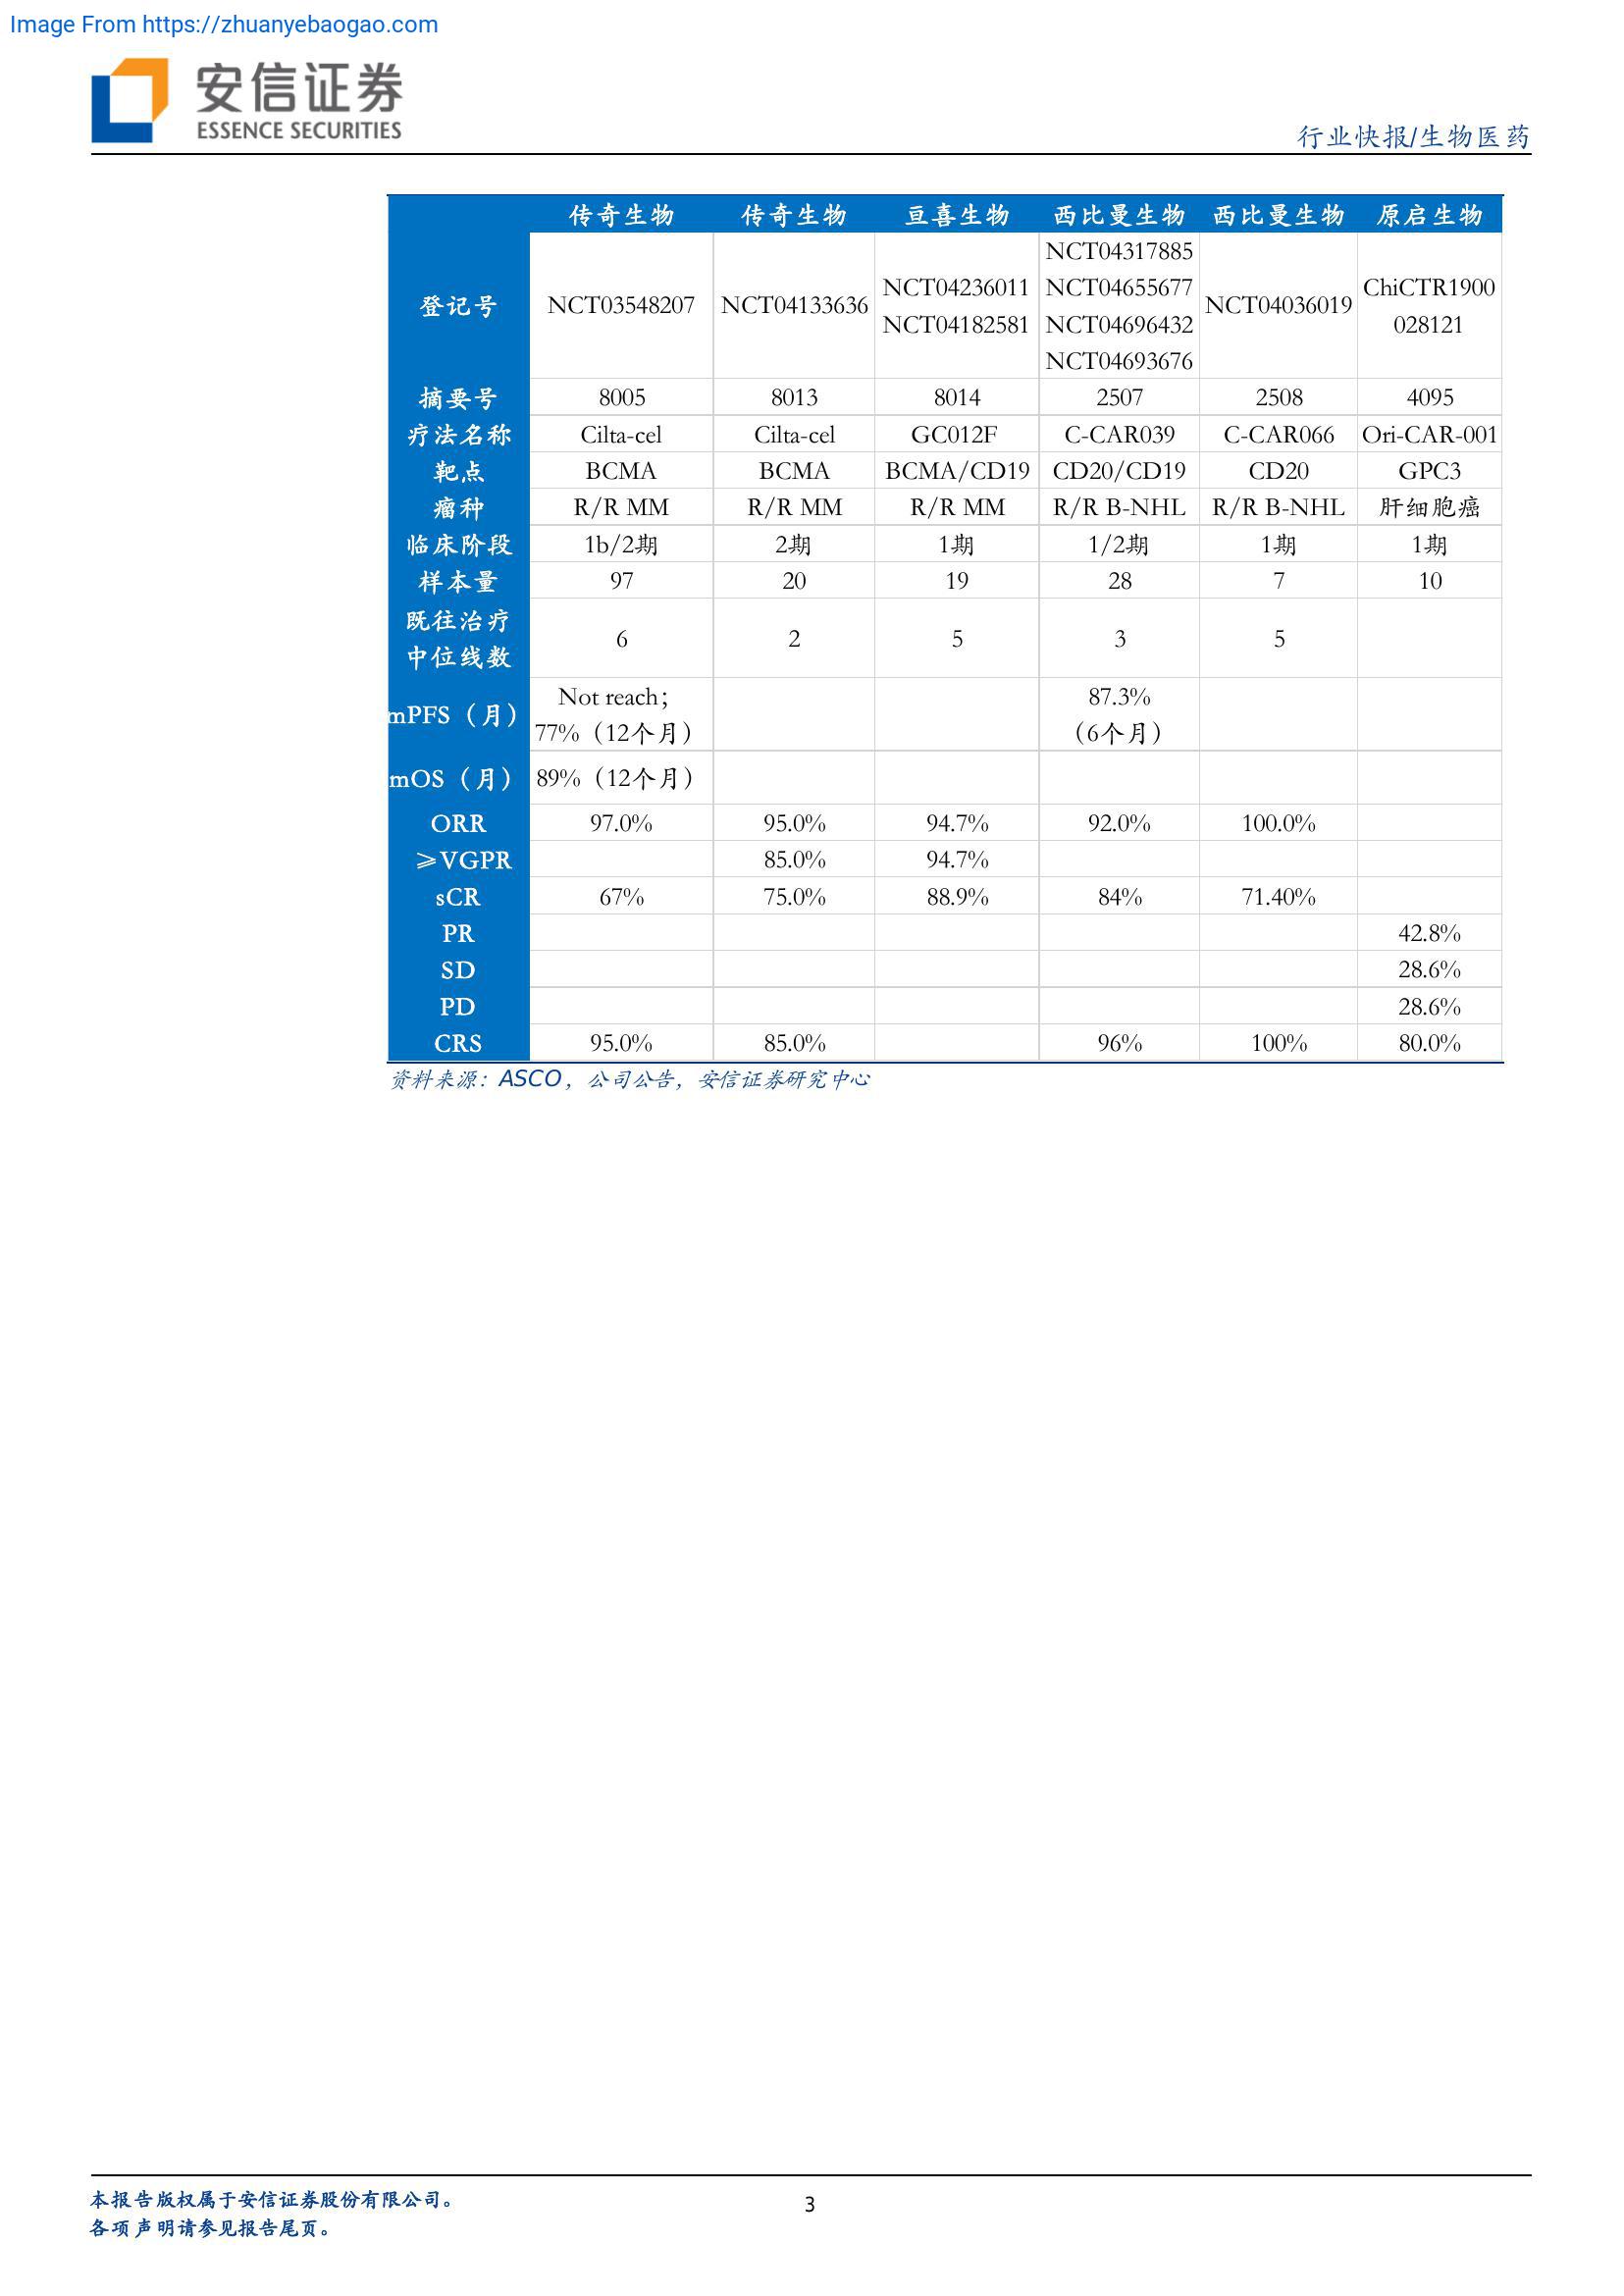 Image From https://zhuanyebaogao.com
安信证券
ESSENCE SECURITIES
行业快报/生物医药
传奇生物 传奇生物 亘喜生物 西比曼生物 西比曼生物 原启生物
登记号 NCT03548207 NCT04133636 NCT04236011 NCT04182581 NCT04317885 NCT04655677 NCT04696432 NCT04693676 NCT04036019 ChiCTR1900028121
摘要号 8005 8013 8014 2507 2508 4095
疗法名称 Cilta-cel Cilta-cel GC012F C-CAR039 C-CAR066 Ori-CAR-001
靶点 BCMA BCMA BCMA/CD19 CD20/CD19 CD20 GPC3
瘤种 R/R MM R/R MM R/R MM R/R B-NHL R/R B-NHL 肝细胞癌
临床阶段 1b/2期 2期 1期 1/2期 1期 1期
样本量 97 20 19 28 7 10
既往治疗中位线数 6 2 5 3 5
mPFS（月） Not reach；77%（12个月） 87.3%（6个月）
mOS（月） 89%（12个月）
ORR 97.0% 95.0% 94.7% 92.0% 100.0%
≥VGPR 85.0% 94.7%
sCR 67% 75.0% 88.9% 84% 71.40%
PR 42.8%
SD 28.6%
PD 28.6%
CRS 95.0% 85.0% 96% 100% 80.0%
资料来源：ASCO，公司公告，安信证券研究中心
本报告版权属于安信证券股份有限公司。
各项声明请参见报告尾页。
3